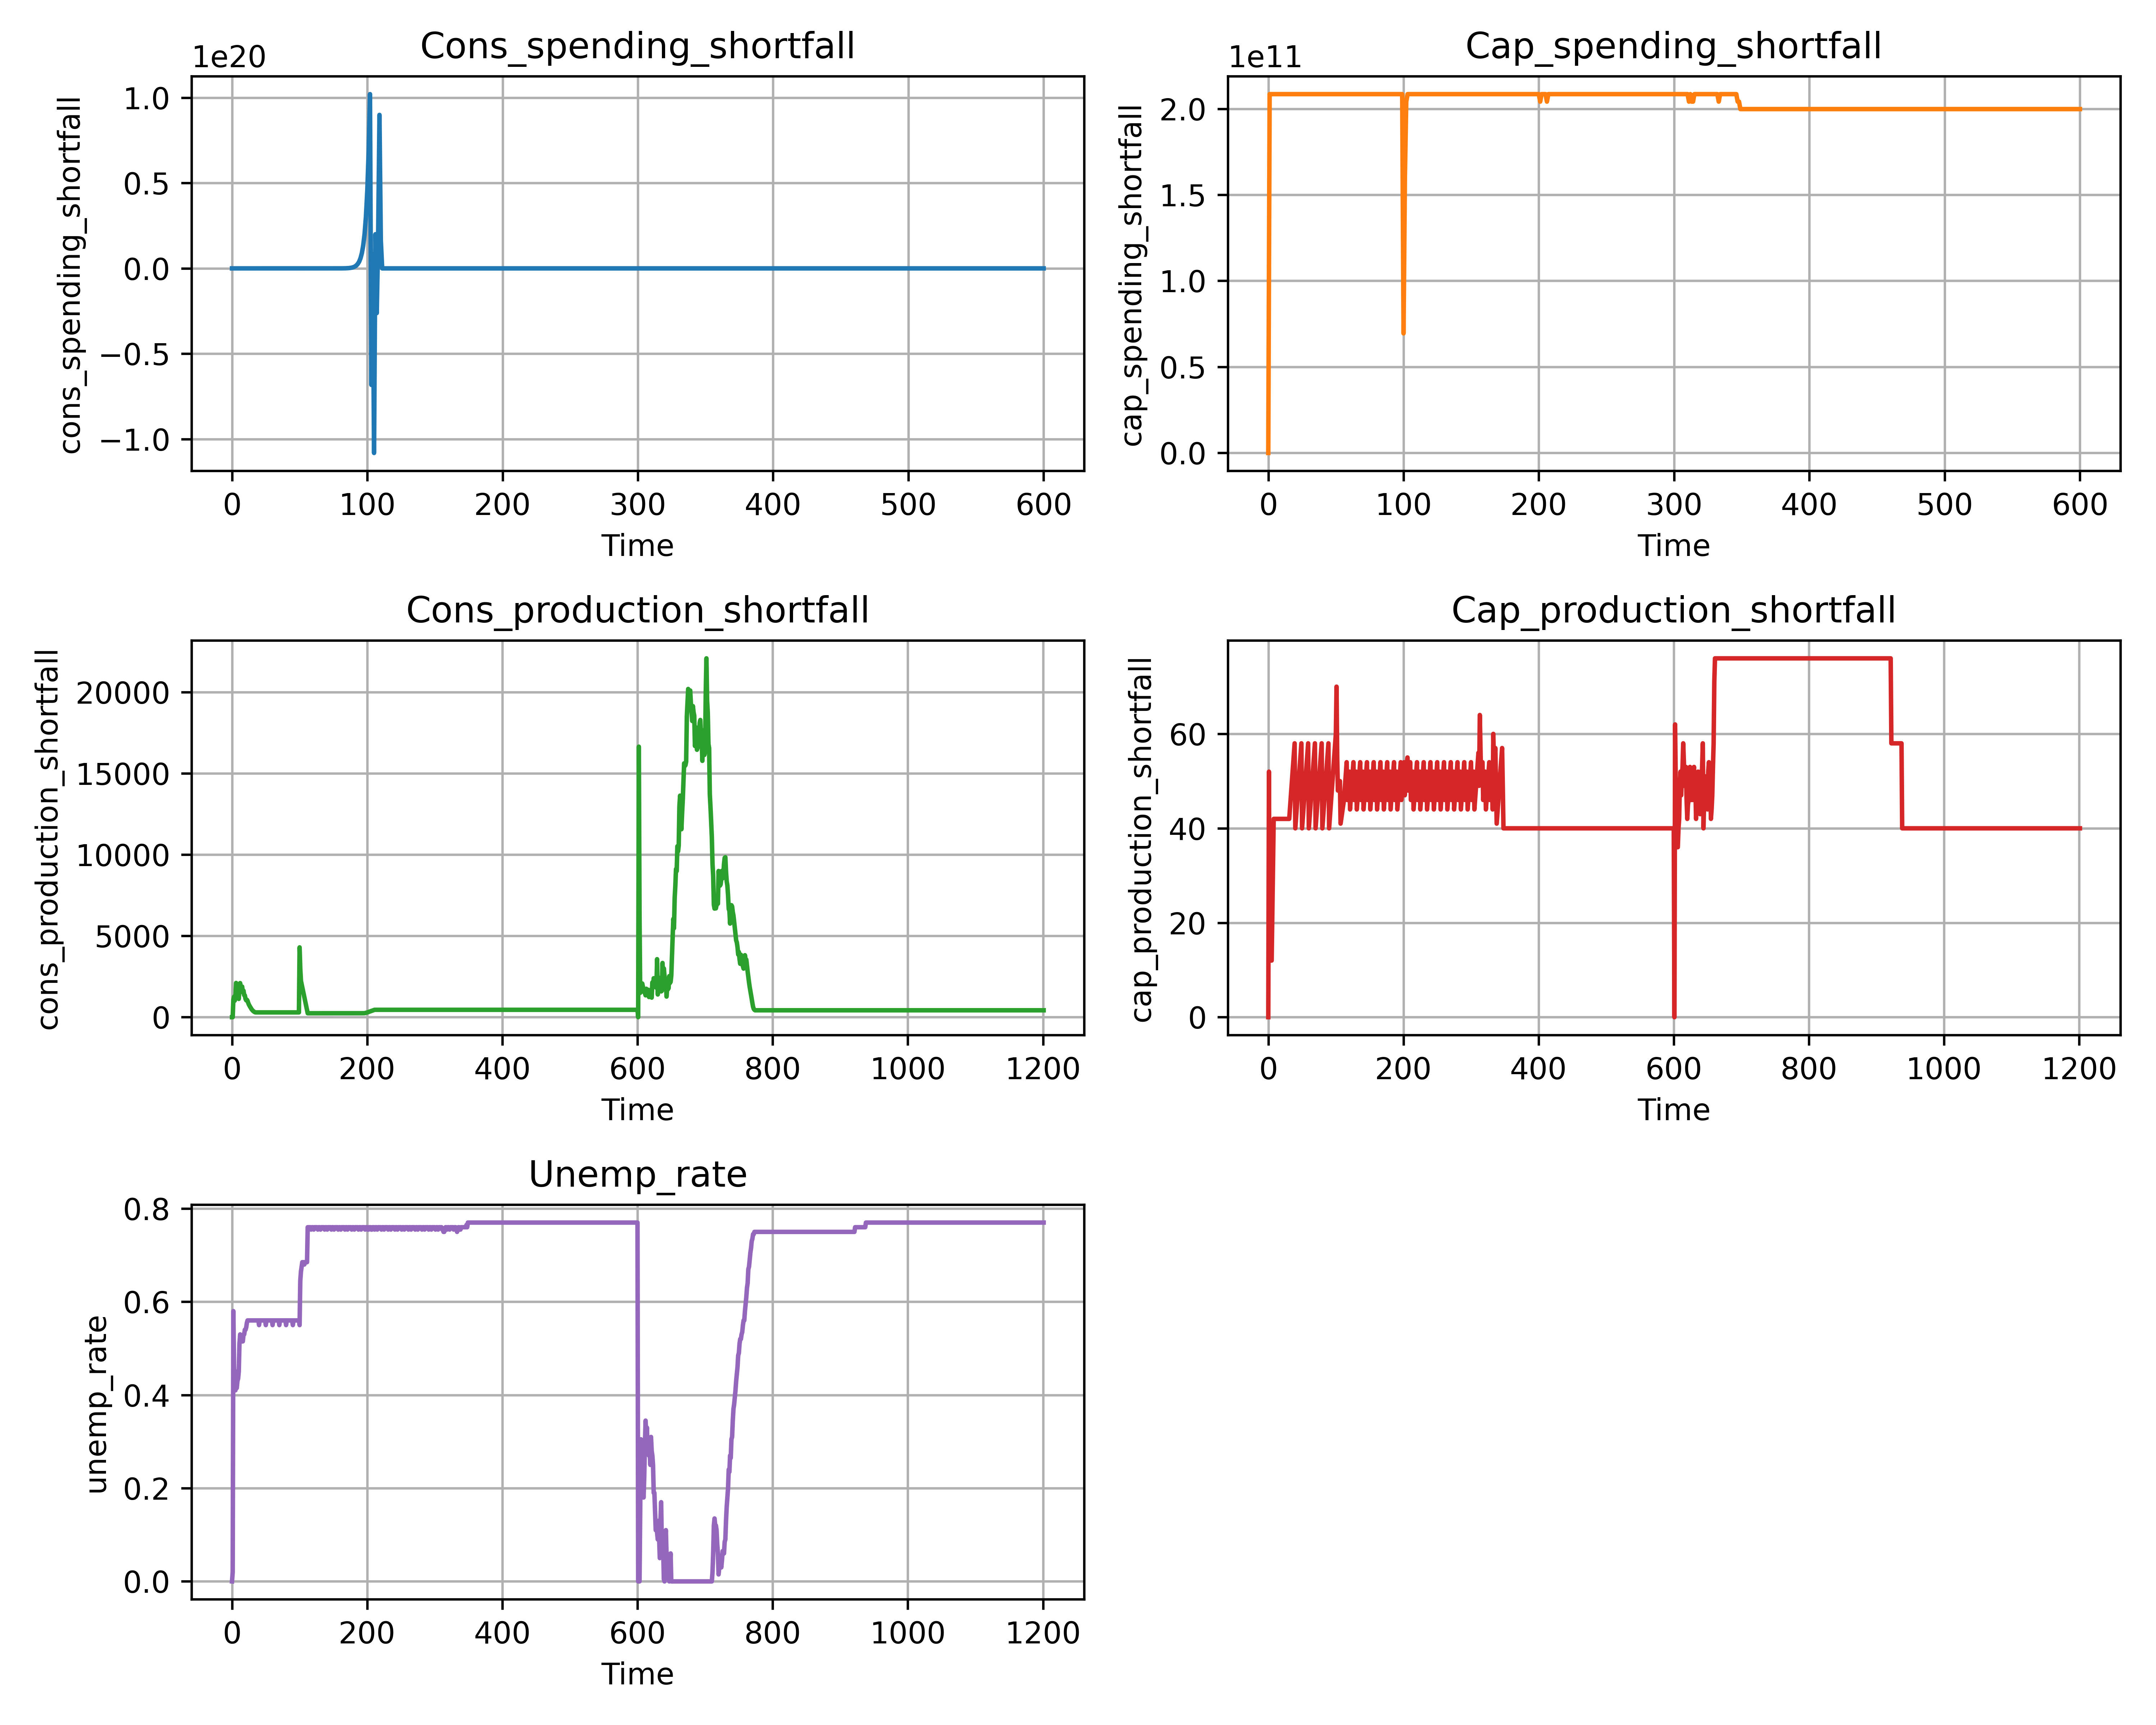 Cons_spending_shortfall
1e20
cons_spending_shortfall
1.0
0.5
0.0
−0.5
−1.0
0 100 200 300 400 500 600
Time
Cap_spending_shortfall
1e11
cap_spending_shortfall
2.0
1.5
1.0
0.5
0.0
0 100 200 300 400 500 600
Time
Cons_production_shortfall
cons_production_shortfall
20000
15000
10000
5000
0
0 200 400 600 800 1000 1200
Time
Cap_production_shortfall
cap_production_shortfall
60
40
20
0
0 200 400 600 800 1000 1200
Time
Unemp_rate
unemp_rate
0.8
0.6
0.4
0.2
0.0
0 200 400 600 800 1000 1200
Time